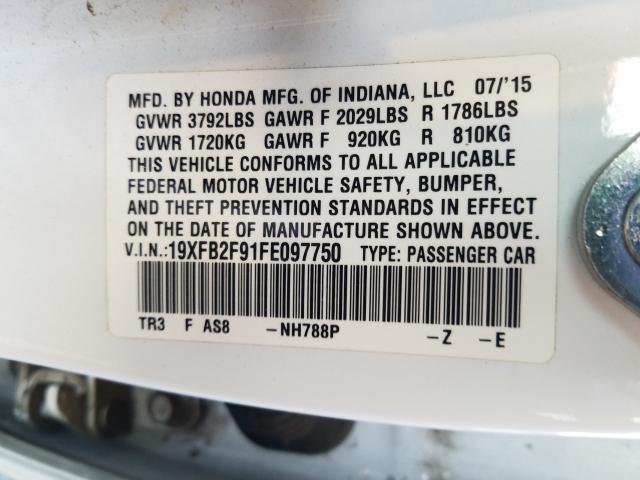 MFD. BY HONDA MFG. OF INDIANA, LLC 07/'15
GVWR 3792LBS GAWR F 2029LBS R 1786LBS
GVWR 1720KG GAWR F 920KG R 810KG
THIS VEHICLE CONFORMS TO ALL APPLICABLE
FEDERAL MOTOR VEHICLE SAFETY, BUMPER,
AND THEFT PREVENTION STANDARDS IN EFFECT
ON THE DATE OF MANUFACTURE SHOWN ABOVE.
V.I.N.:19XFB2F91FE097750 TYPE: PASSENGER CAR
TR3 F AS8 –NH788P –Z –E